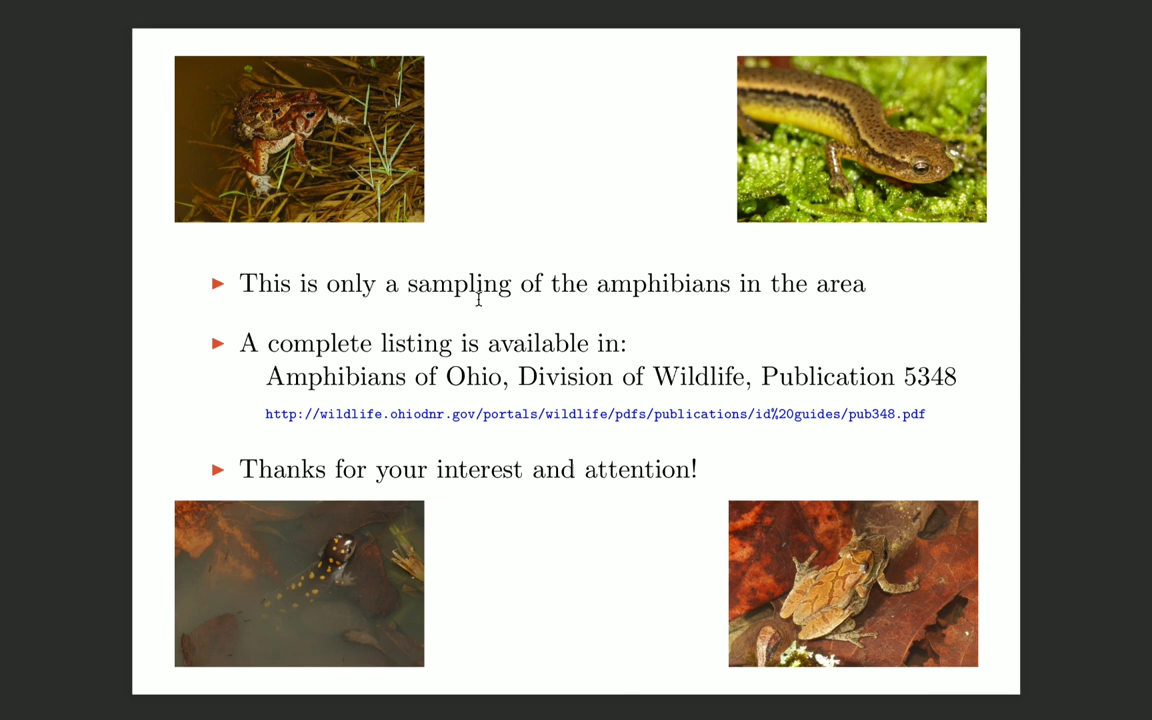 This is only a sampling of the amphibians in the area
A complete listing is available in:
Amphibians of Ohio, Division of Wildlife, Publication 5348
http://wildlife.ohiodnr.gov/portals/wildlife/pdfs/publications/id%20guides/pub348.pdf
Thanks for your interest and attention!